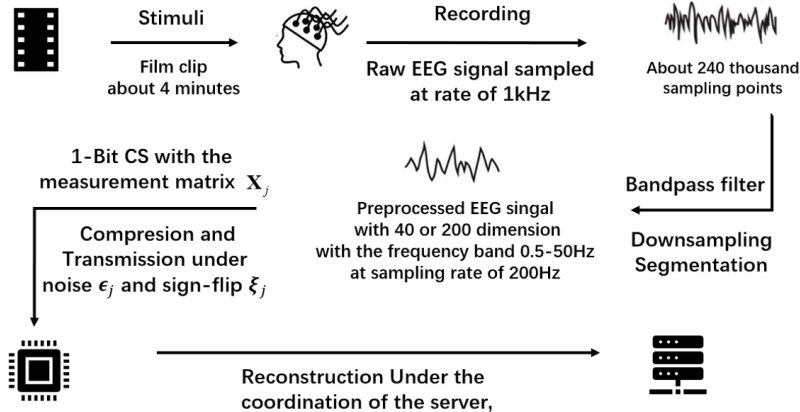 Stimuli
Film clip
about 4 minutes
Recording
Raw EEG signal sampled
at rate of 1kHz
About 240 thousand
sampling points
Bandpass filter
Downsampling
Segmentation
Preprocessed EEG singal
with 40 or 200 dimension
with the frequency band 0.5-50Hz
at sampling rate of 200Hz
1-Bit CS with the
measurement matrix X_j
Compresion and
Transmission under
noise ϵ_j and sign-flip ξ_j
Reconstruction Under the
coordination of the server,